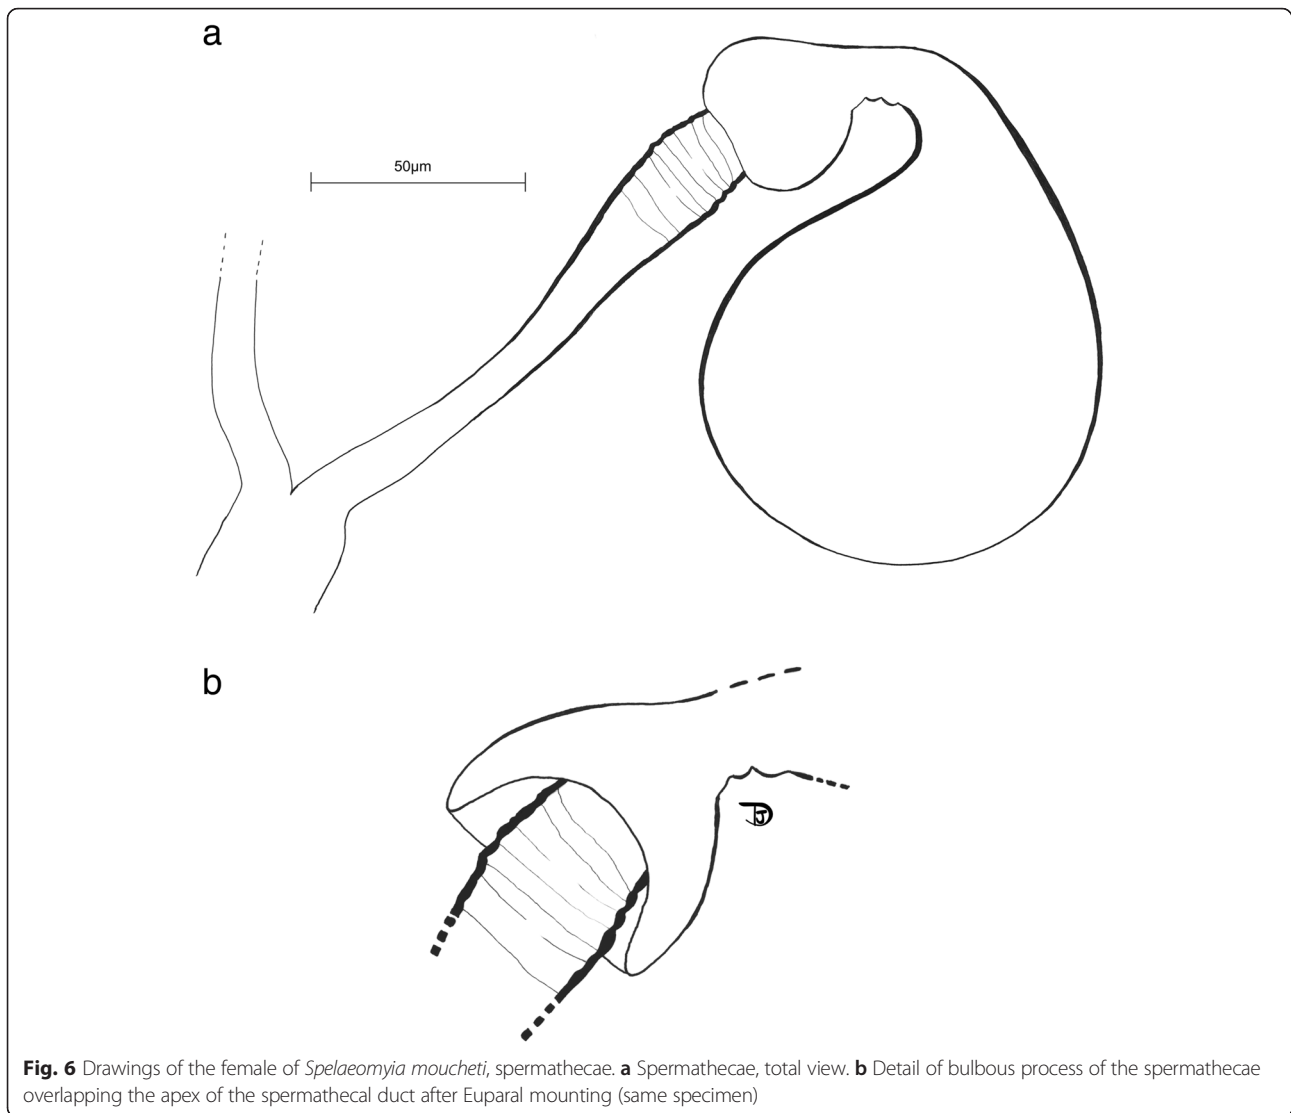 a
50µm
b
Fig. 6 Drawings of the female of Spelaeomyia moucheti, spermathecae. a Spermathecae, total view. b Detail of bulbous process of the spermathecae
overlapping the apex of the spermathecal duct after Euparal mounting (same specimen)